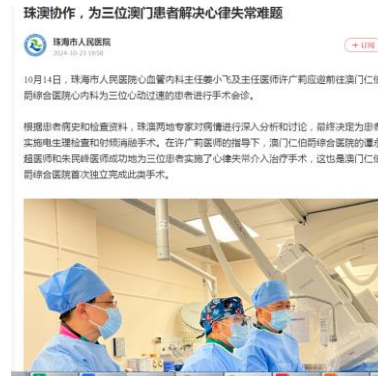 珠澳协作，为三位澳门患者解决心律失常难题
珠海市人民医院
2024-10-23 19:58
+订阅
10月14日，珠海市人民医院心血管内科主任姜小飞及主任医师许广莉应邀前往澳门仁伯
爵综合医院心内科为三位心动过速的患者进行手术会诊。
根据患者病史和检查资料，珠澳两地专家对病情进行深入分析和讨论，最终决定为患者
实施电生理检查和射频消融手术。在许广莉医师的指导下，澳门仁伯爵综合医院的谭永
超医师和朱民峰医师成功地为三位患者实施了心律失常介入治疗手术，这也是澳门仁伯
爵综合医院首次独立完成此类手术。